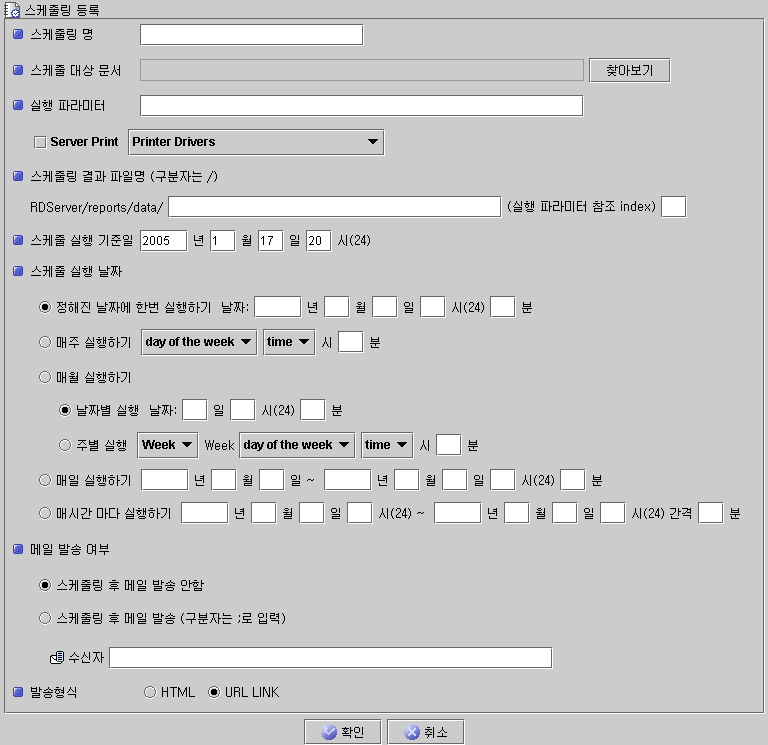 스케줄링 등록
스케줄링 명
스케줄 대상 문서 찾아보기
실행 파라미터
Server Print Printer Drivers
스케줄링 결과 파일명 (구분자는 /)
RDServer/reports/data/ (실행 파라미터 참조 index)
스케줄 실행 기준일 2005 년 1 월 17 일 20 시(24)
스케줄 실행 날짜
정해진 날짜에 한번 실행하기 날짜: 년 월 일 시(24) 분
매주 실행하기 day of the week time 시 분
매월 실행하기
날짜별 실행 날짜: 일 시(24) 분
주별 실행 Week Week day of the week time 시 분
매일 실행하기 년 월 일 ~ 년 월 일 시(24) 분
매시간 마다 실행하기 년 월 일 시(24) ~ 년 월 일 시(24) 간격 분
메일 발송 여부
스케줄링 후 메일 발송 안함
스케줄링 후 메일 발송 (구분자는 ;로 입력)
수신자
발송형식 HTML URL LINK
확인 취소